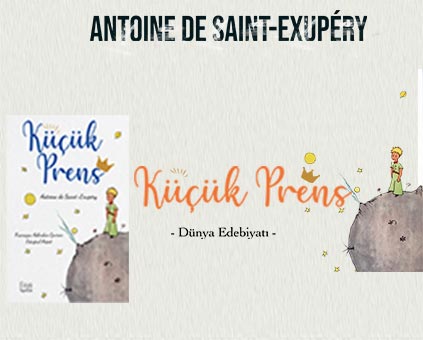 ANTOINE DE SAINT-EXUPÉRY
Küçük
Prens
Antoine de Saint-Exupéry
Küçük Prens
- Dünya Edebiyatı -